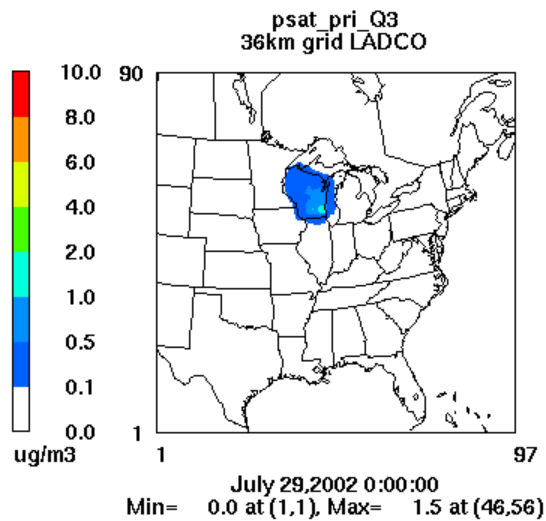 psat_pri_Q3
36km grid LADCO
10.0
8.0
6.0
4.0
2.0
1.0
0.5
0.1
0.0
ug/m3
90
1
1
97
July 29,2002 0:00:00
Min= 0.0 at (1,1), Max= 1.5 at (46,56)